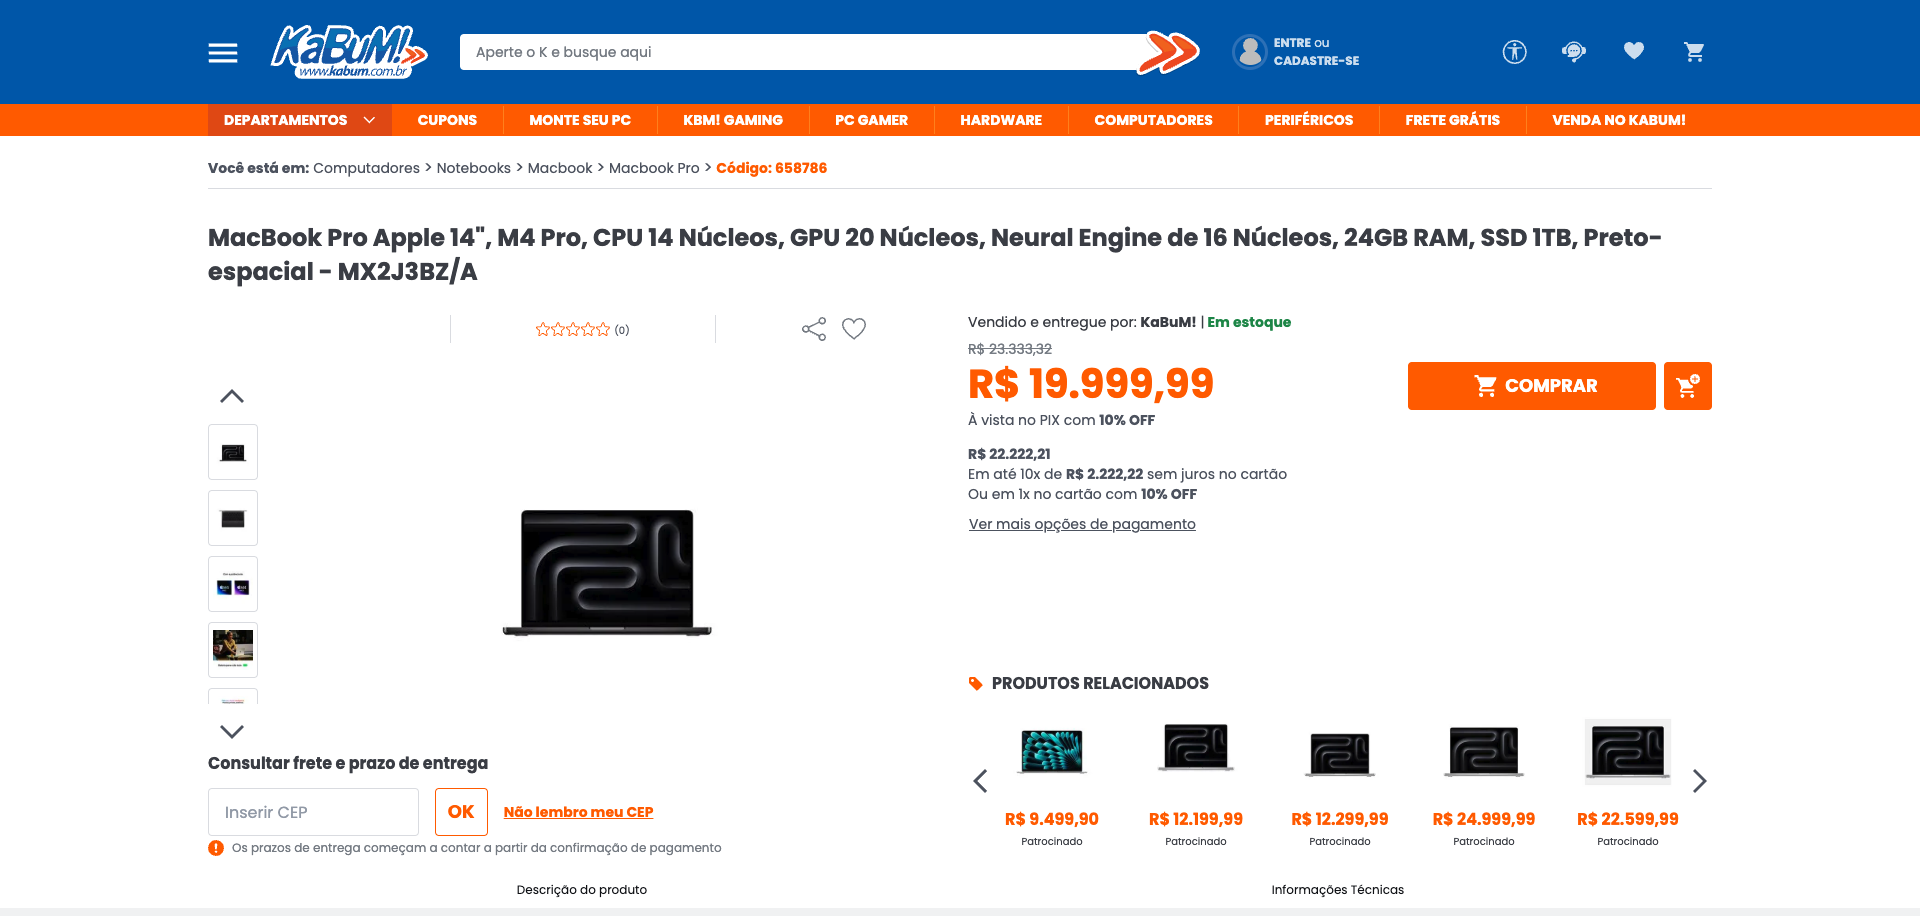 KaBuM!
www.kabum.com.br
Aperte o K e busque aqui
ENTRE ou
CADASTRE-SE
DEPARTAMENTOS CUPONS MONTE SEU PC KBM! GAMING PC GAMER HARDWARE COMPUTADORES PERIFÉRICOS FRETE GRÁTIS VENDA NO KABUM!
Você está em: Computadores > Notebooks > Macbook > Macbook Pro > Código: 658786
MacBook Pro Apple 14", M4 Pro, CPU 14 Núcleos, GPU 20 Núcleos, Neural Engine de 16 Núcleos, 24GB RAM, SSD 1TB, Preto-
espacial - MX2J3BZ/A
(0)
Vendido e entregue por: KaBuM! | Em estoque
R$ 23.333,32
R$ 19.999,99
À vista no PIX com 10% OFF
COMPRAR
R$ 22.222,21
Em até 10x de R$ 2.222,22 sem juros no cartão
Ou em 1x no cartão com 10% OFF
Ver mais opções de pagamento
PRODUTOS RELACIONADOS
R$ 9.499,90 R$ 12.199,99 R$ 12.299,99 R$ 24.999,99 R$ 22.599,99
Patrocinado Patrocinado Patrocinado Patrocinado Patrocinado
Consultar frete e prazo de entrega
Inserir CEP OK Não lembro meu CEP
Os prazos de entrega começam a contar a partir da confirmação de pagamento
Descrição do produto Informações Técnicas